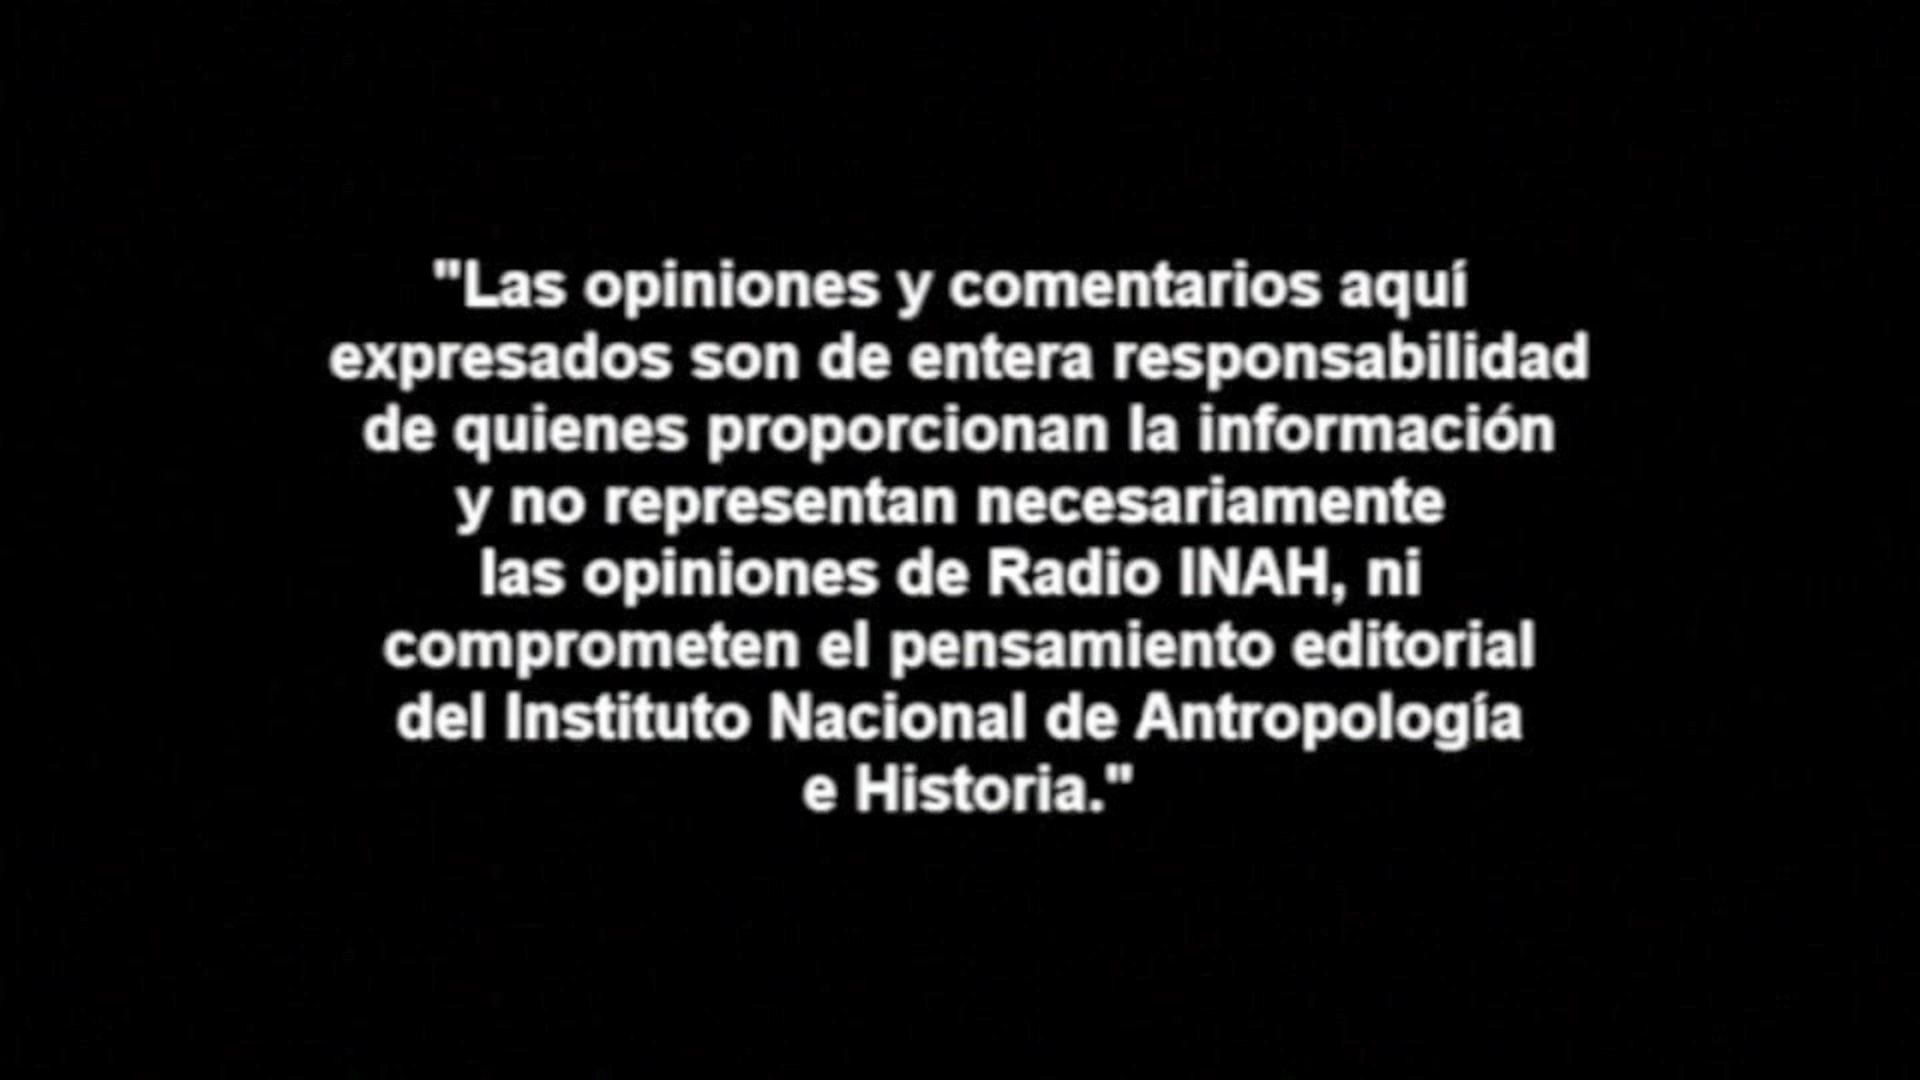 "Las opiniones y comentarios aquí
expresados son de entera responsabilidad
de quienes proporcionan la información
y no representan necesariamente
las opiniones de Radio INAH, ni
comprometen el pensamiento editorial
del Instituto Nacional de Antropología
e Historia."